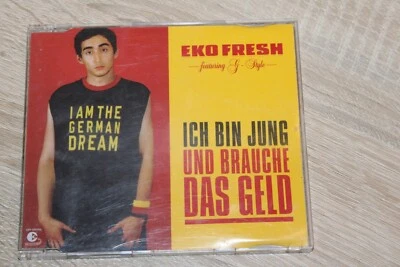 EKO FRESH
featuring G-Style
I AM THE
GERMAN
DREAM
ICH BIN JUNG
UND BRAUCHE
DAS GELD